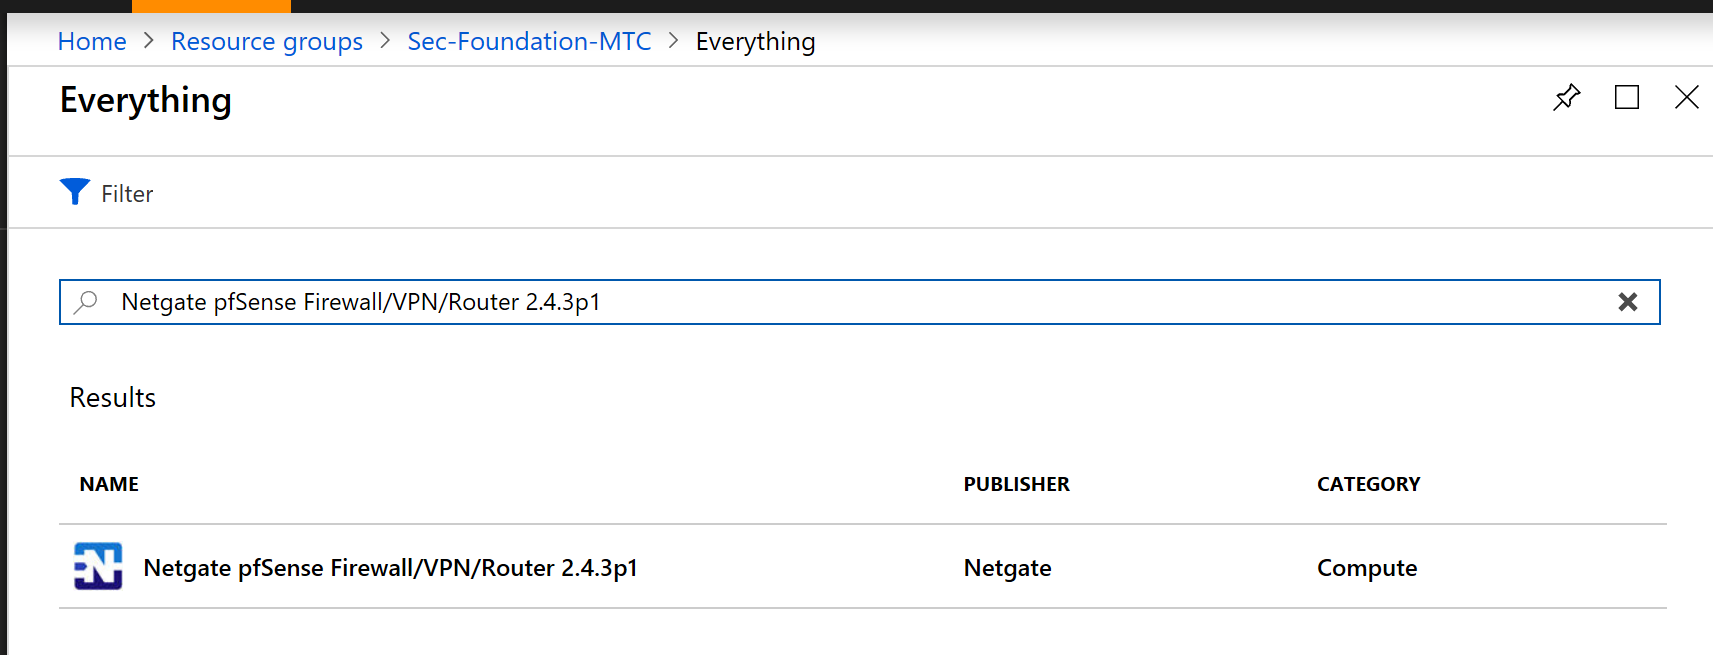 Home > Resource groups > Sec-Foundation-MTC > Everything
Everything
Filter
Netgate pfSense Firewall/VPN/Router 2.4.3p1
Results
NAME PUBLISHER CATEGORY
Netgate pfSense Firewall/VPN/Router 2.4.3p1 Netgate Compute